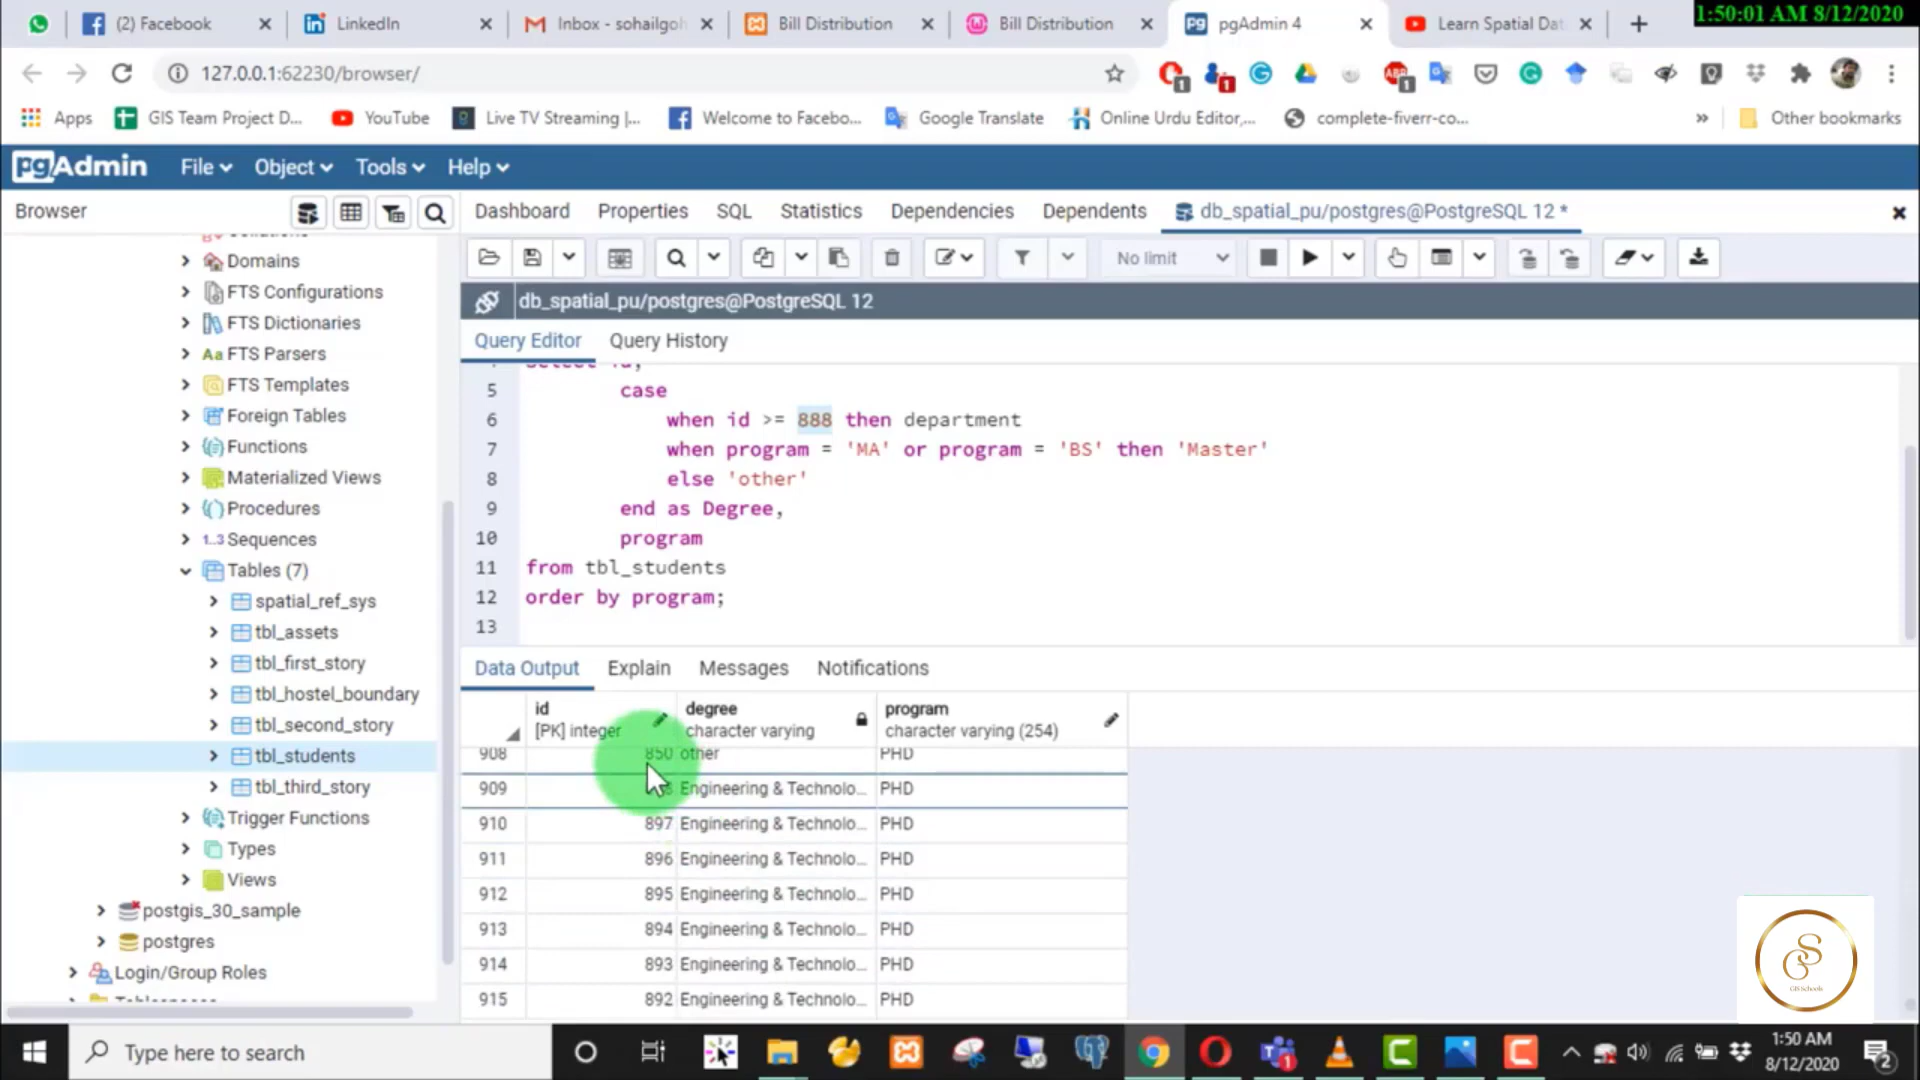 (2) Facebook
LinkedIn
Inbox - sohailgoh
Bill Distribution
Bill Distribution
pgAdmin 4
Learn Spatial Dat
1:50:01 AM 8/12/2020
127.0.0.1:62230/browser/
Apps
GIS Team Project D...
YouTube
Live TV Streaming |...
Welcome to Facebo...
Google Translate
Online Urdu Editor,...
complete-fiverr-co...
» Other bookmarks
pgAdmin
File
Object
Tools
Help
Browser
Dashboard
Properties
SQL
Statistics
Dependencies
Dependents
db_spatial_pu/postgres@PostgreSQL 12 *
No limit
db_spatial_pu/postgres@PostgreSQL 12
Query Editor
Query History
Domains
FTS Configurations
FTS Dictionaries
FTS Parsers
FTS Templates
Foreign Tables
Functions
Materialized Views
Procedures
1..3 Sequences
Tables (7)
spatial_ref_sys
tbl_assets
tbl_first_story
tbl_hostel_boundary
tbl_second_story
tbl_students
tbl_third_story
Trigger Functions
Types
Views
postgis_30_sample
postgres
Login/Group Roles
5 case
6 when id >= 888 then department
7 when program = 'MA' or program = 'BS' then 'Master'
8 else 'other'
9 end as Degree,
10 program
11 from tbl_students
12 order by program;
13
Data Output
Explain
Messages
Notifications
id [PK] integer
degree character varying
program character varying (254)
908 850 other PHD
909 Engineering & Technolo... PHD
910 897 Engineering & Technolo... PHD
911 896 Engineering & Technolo... PHD
912 895 Engineering & Technolo... PHD
913 894 Engineering & Technolo... PHD
914 893 Engineering & Technolo... PHD
915 892 Engineering & Technolo... PHD
GIS Schools
Type here to search
1:50 AM
8/12/2020
2